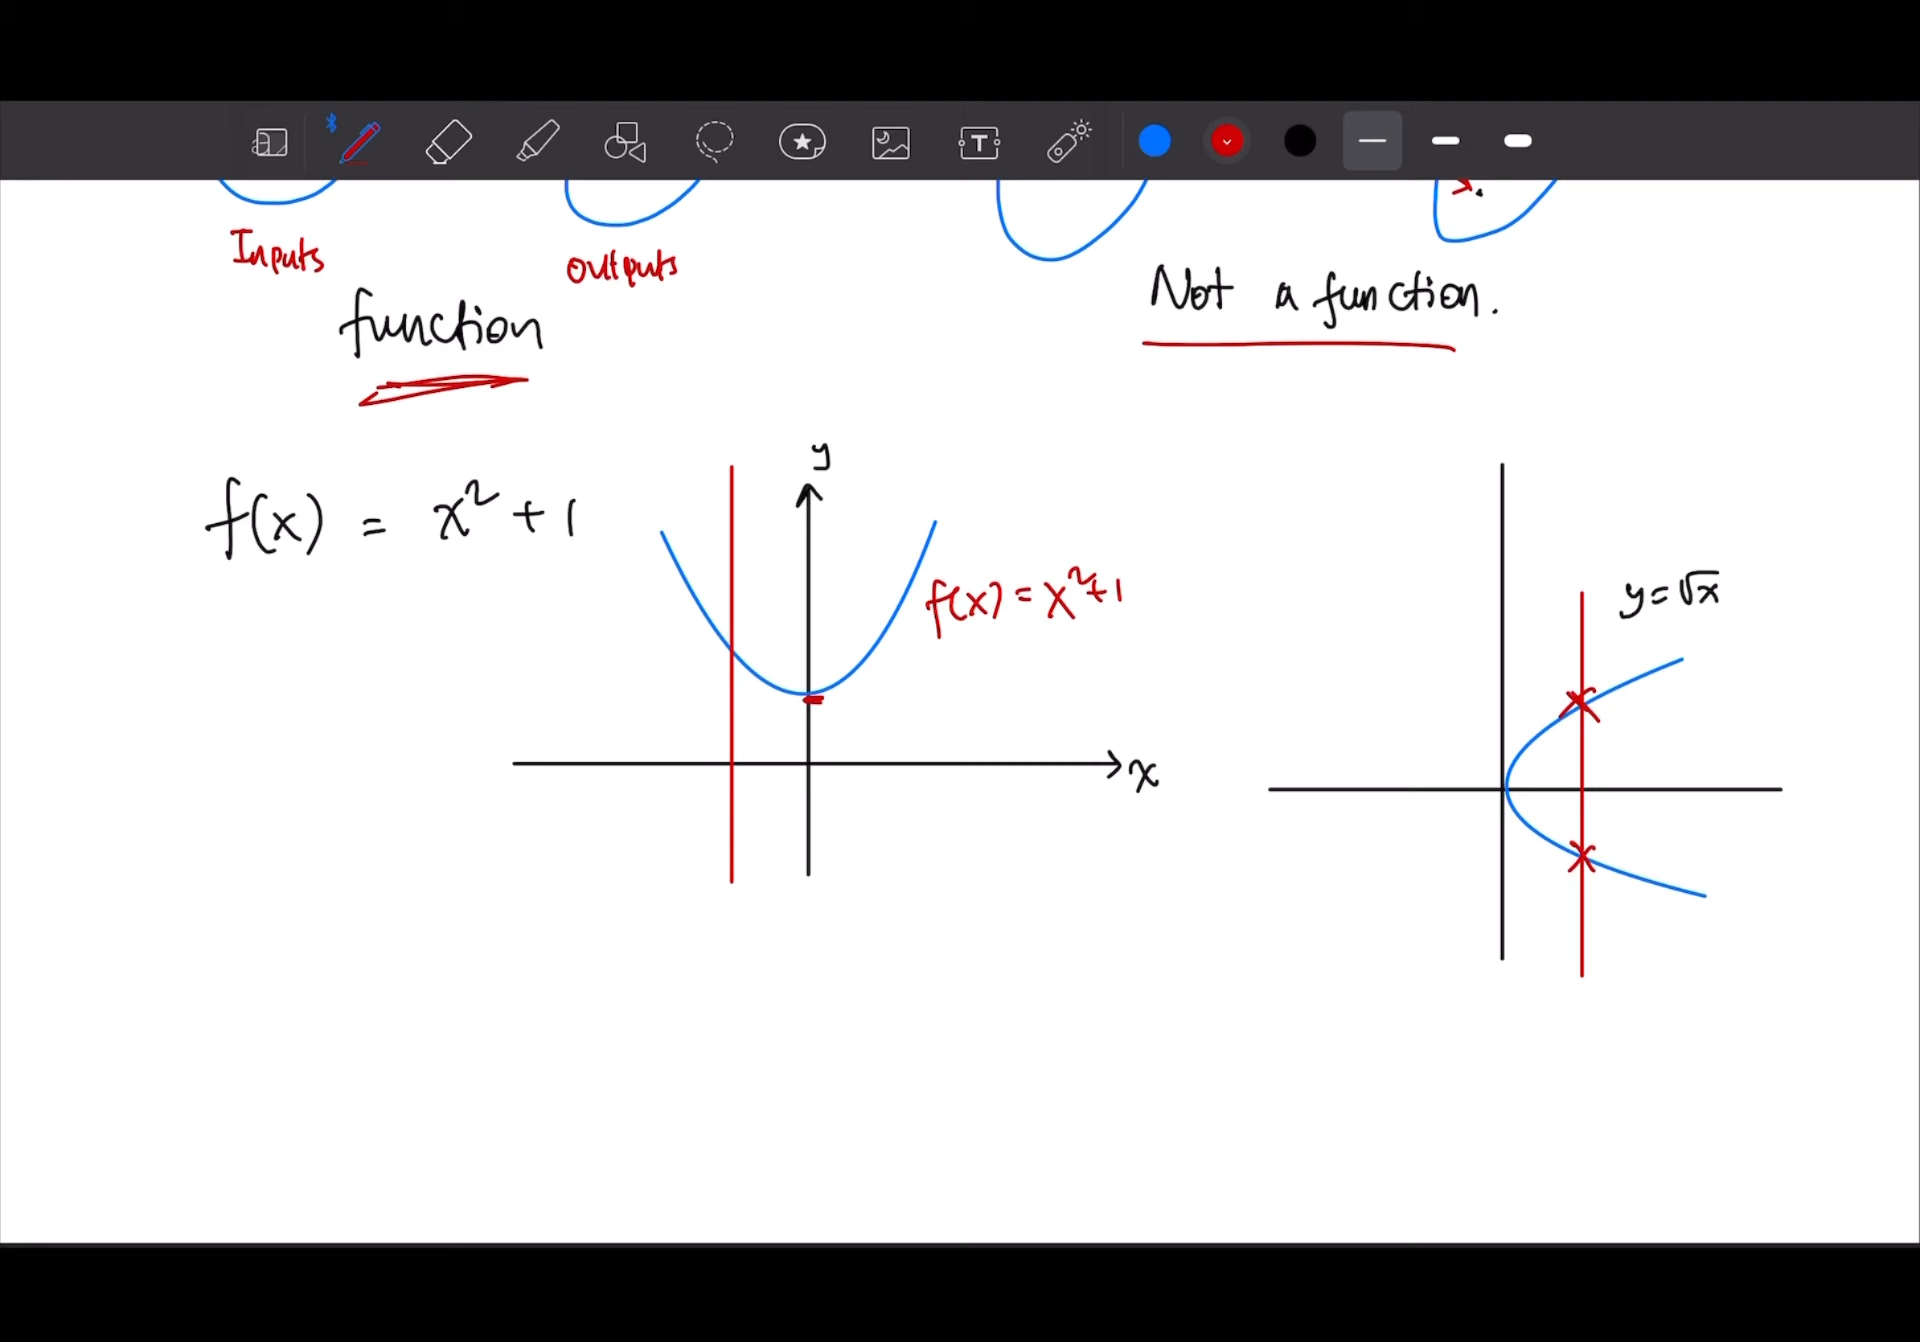 Inputs
outputs
function
Not a function.
f(x) = x² + 1
y
f(x) = x²+1
x
y=√x